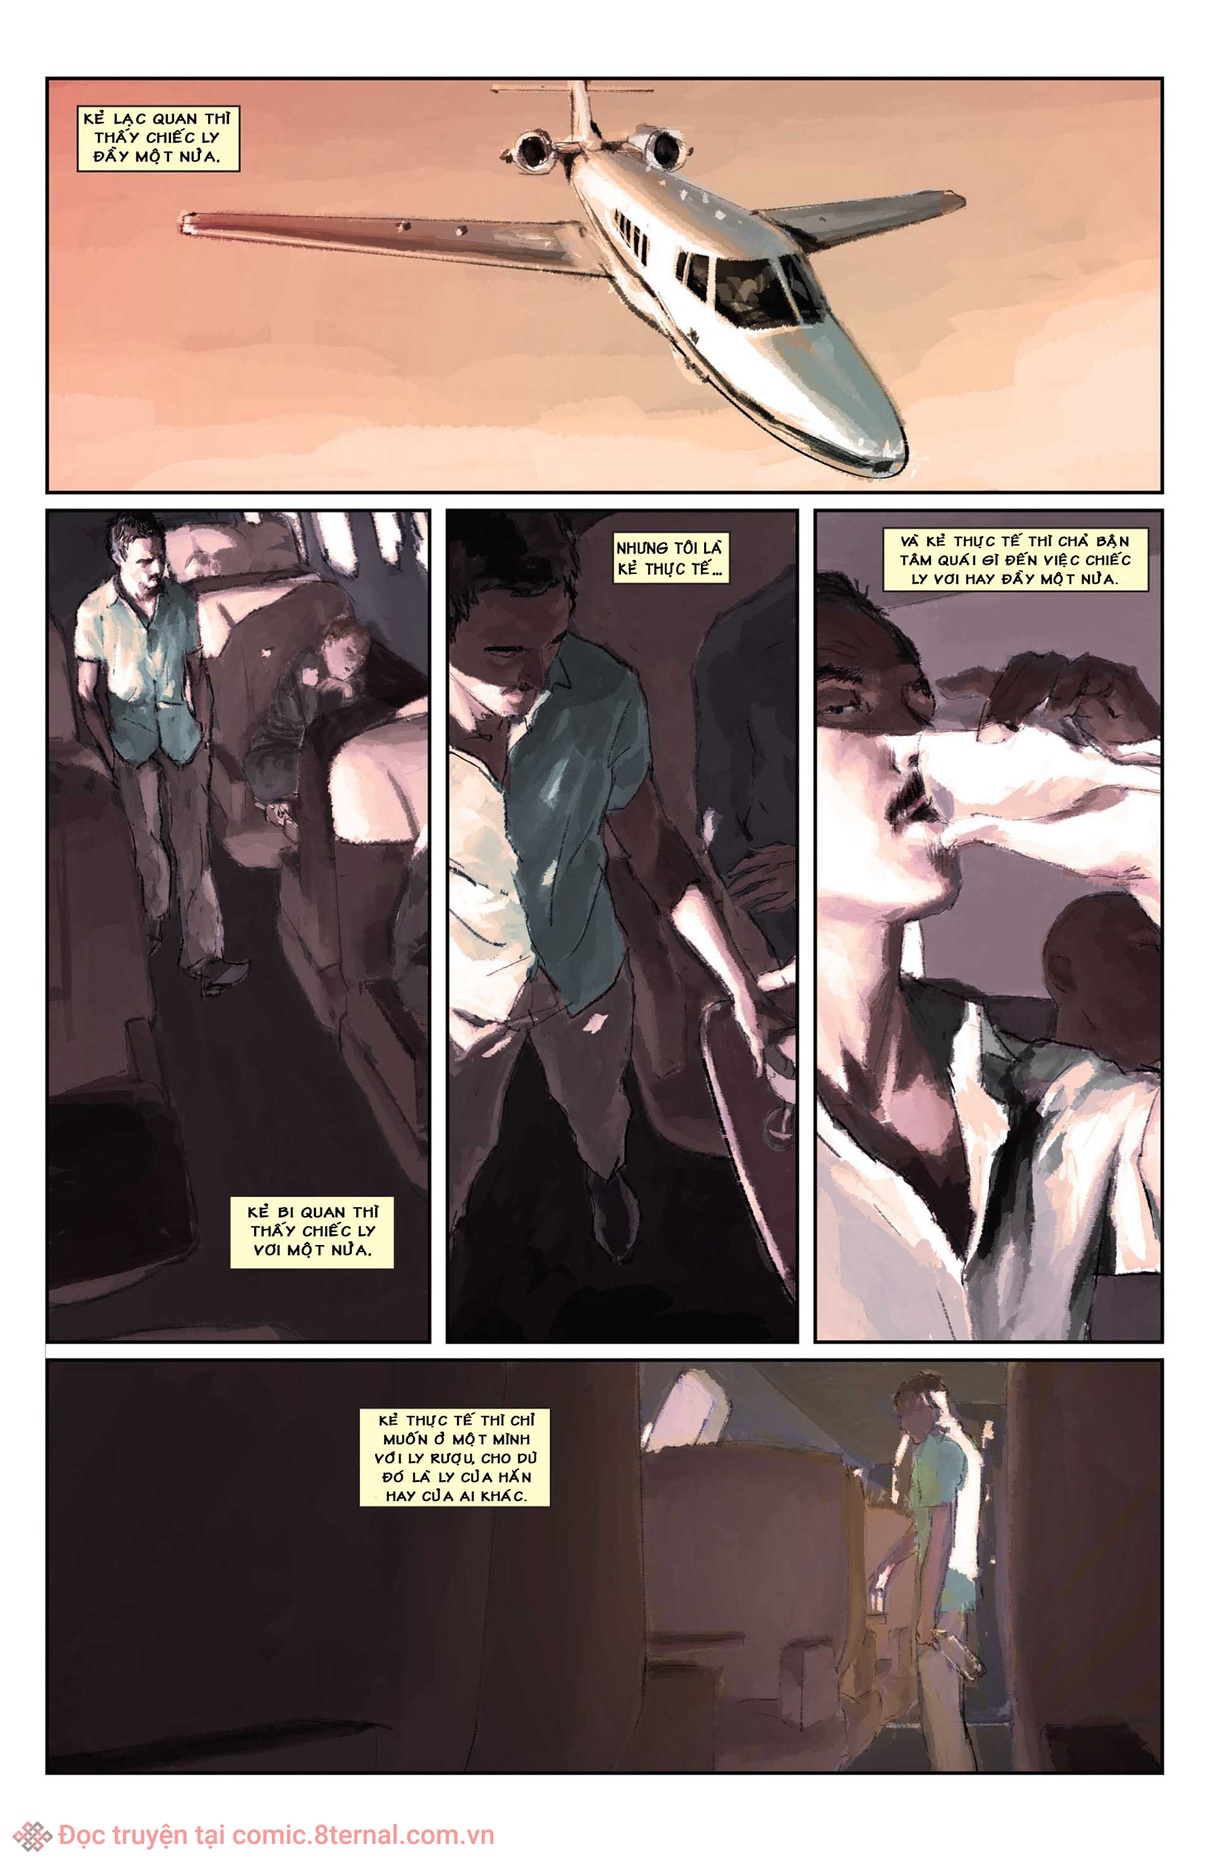 KẺ LẠC QUAN THÌ
THẤY CHIẾC LY
ĐẦY MỘT NỬA.
KẺ BI QUAN THÌ
THẤY CHIẾC LY
VƠI MỘT NỬA.
NHƯNG TÔI LÀ
KẺ THỰC TẾ...
VÀ KẺ THỰC TẾ THÌ CHẢ BẬN
TÂM QUÁI GÌ ĐẾN VIỆC CHIẾC
LY VƠI HAY ĐẦY MỘT NỬA.
KẺ THỰC TẾ THÌ CHỈ
MUỐN Ở MỘT MÌNH
VỚI LY RƯỢU, CHO DÙ
ĐÓ LÀ LY CỦA HẮN
HAY CỦA AI KHÁC.
Đọc truyện tại comic.8ternal.com.vn